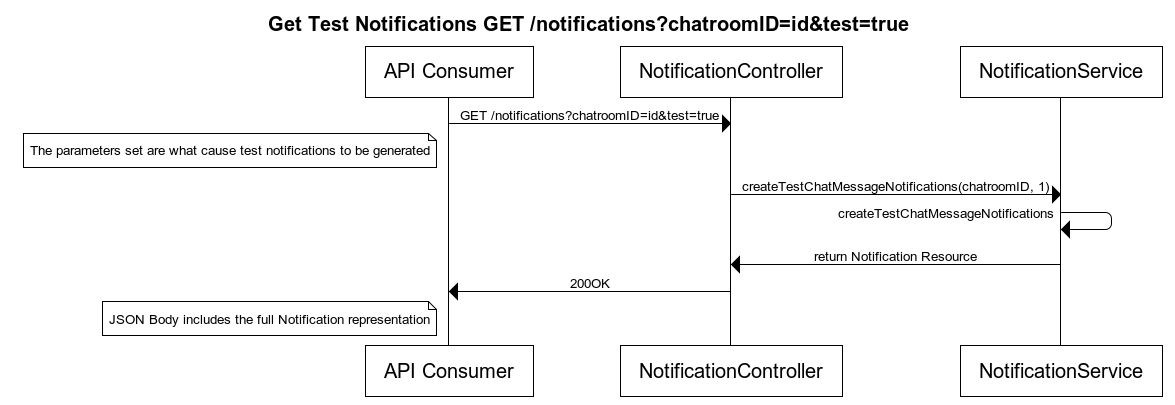 Get Test Notifications GET /notifications?chatroomID=id&test=true
API Consumer
NotificationController
NotificationService
GET /notifications?chatroomID=id&test=true
The parameters set are what cause test notifications to be generated
createTestChatMessageNotifications(chatroomID, 1)
createTestChatMessageNotifications
return Notification Resource
200OK
JSON Body includes the full Notification representation
API Consumer
NotificationController
NotificationService